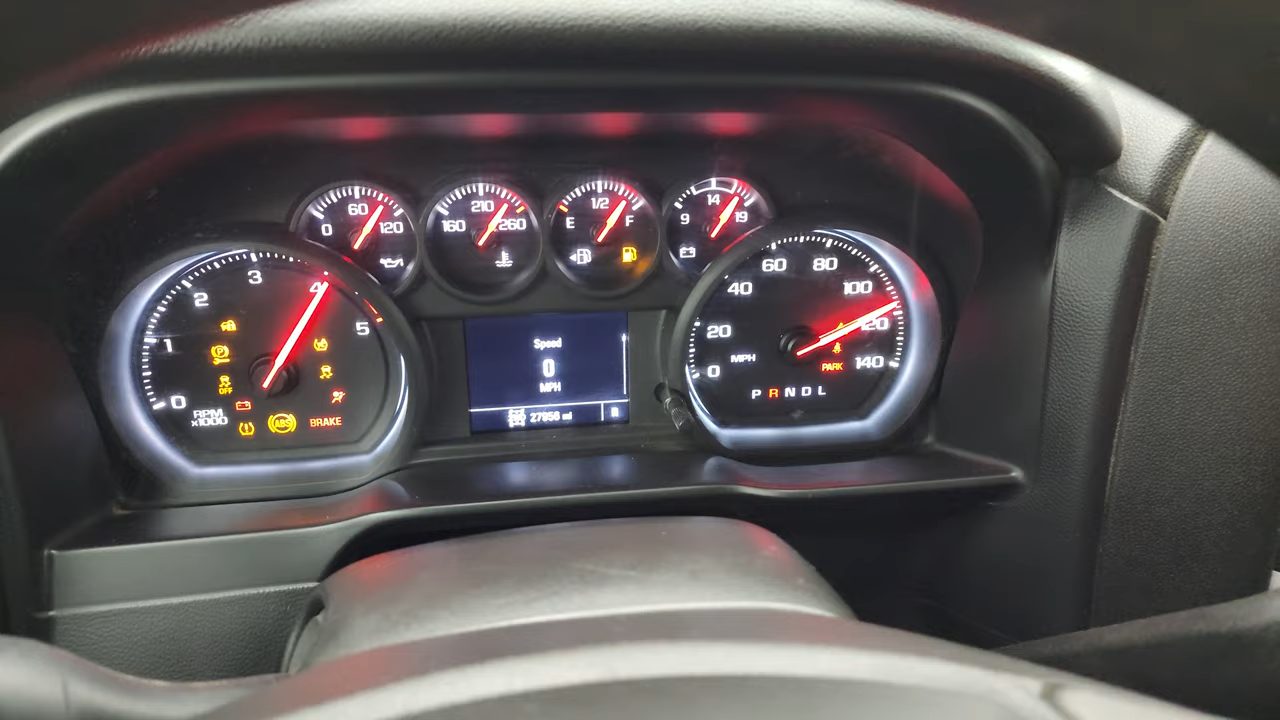 0 60 120
160 210 260
E 1/2 F
9 14 19
0 1 2 3 4 5
RPM
x1000
OFF
ABS
BRAKE
Speed
0
MPH
27956 mi
0 20 40 60 80 100 120 140
MPH
PARK
P R N D L